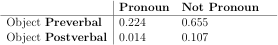 Pronoun Not Pronoun
Object Preverbal 0.224 0.655
Object Postverbal 0.014 0.107